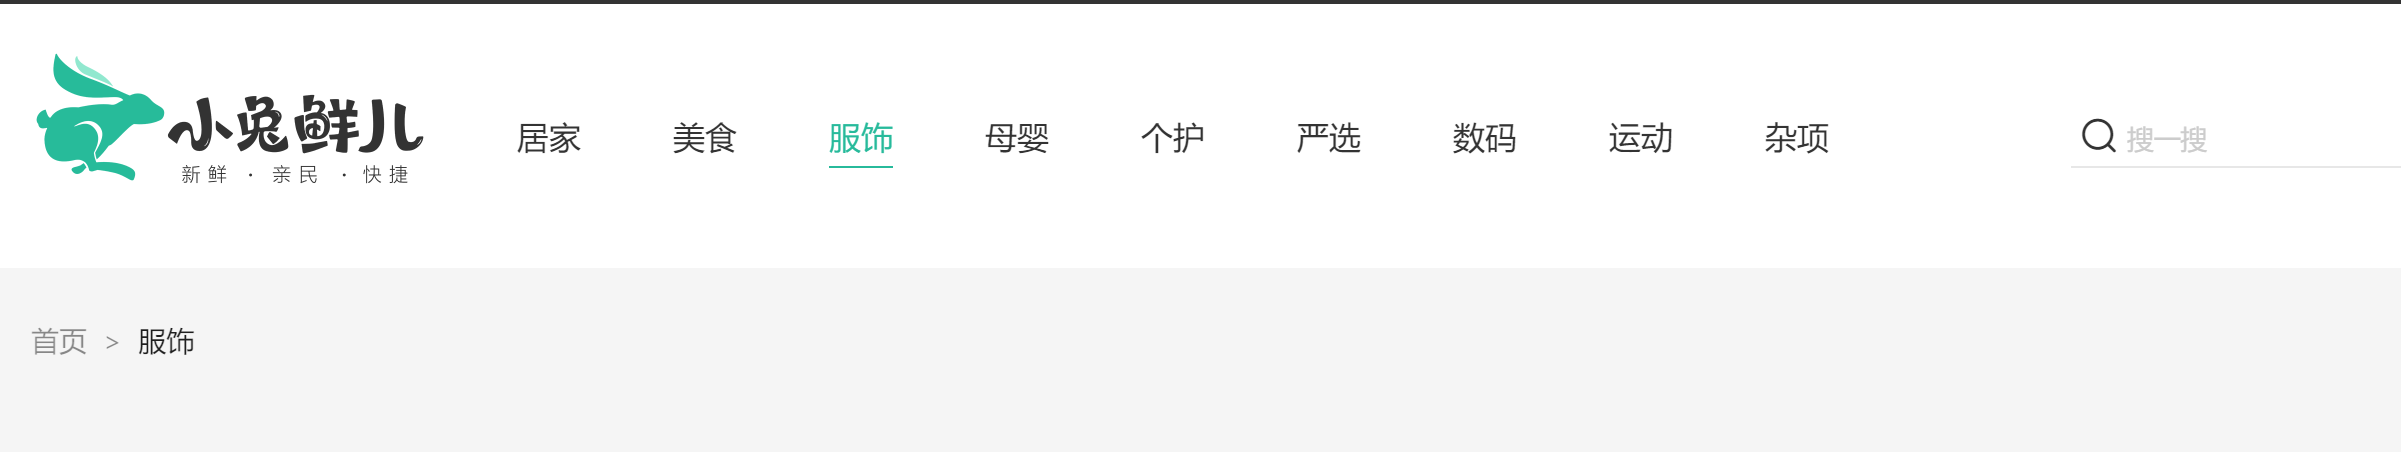 小兔鲜儿
新鲜 · 亲民 · 快捷
居家 美食 服饰 母婴 个护 严选 数码 运动 杂项
搜一搜
首页 > 服饰